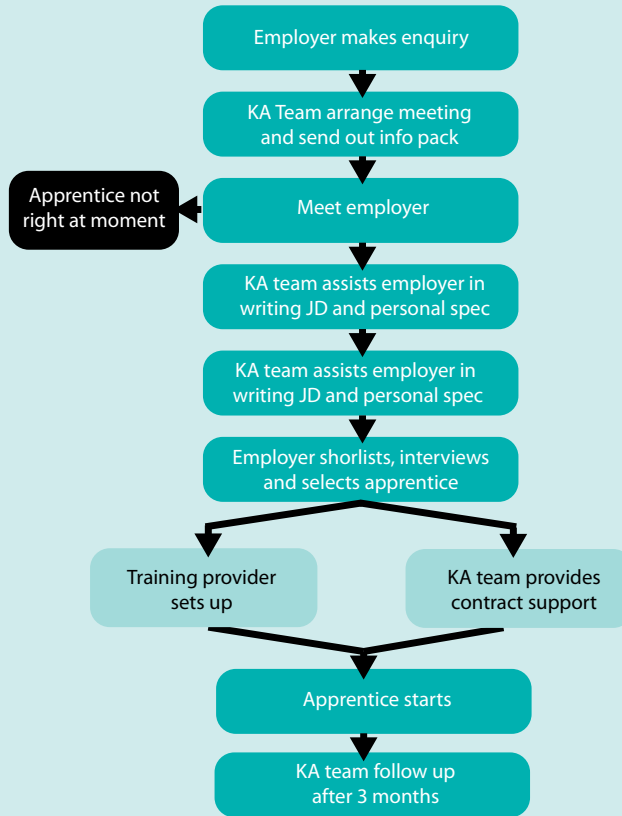 Employer makes enquiry
KA Team arrange meeting
and send out info pack
Apprentice not
right at moment
Meet employer
KA team assists employer in
writing JD and personal spec
KA team assists employer in
writing JD and personal spec
Employer shorlists, interviews
and selects apprentice
Training provider
sets up
KA team provides
contract support
Apprentice starts
KA team follow up
after 3 months